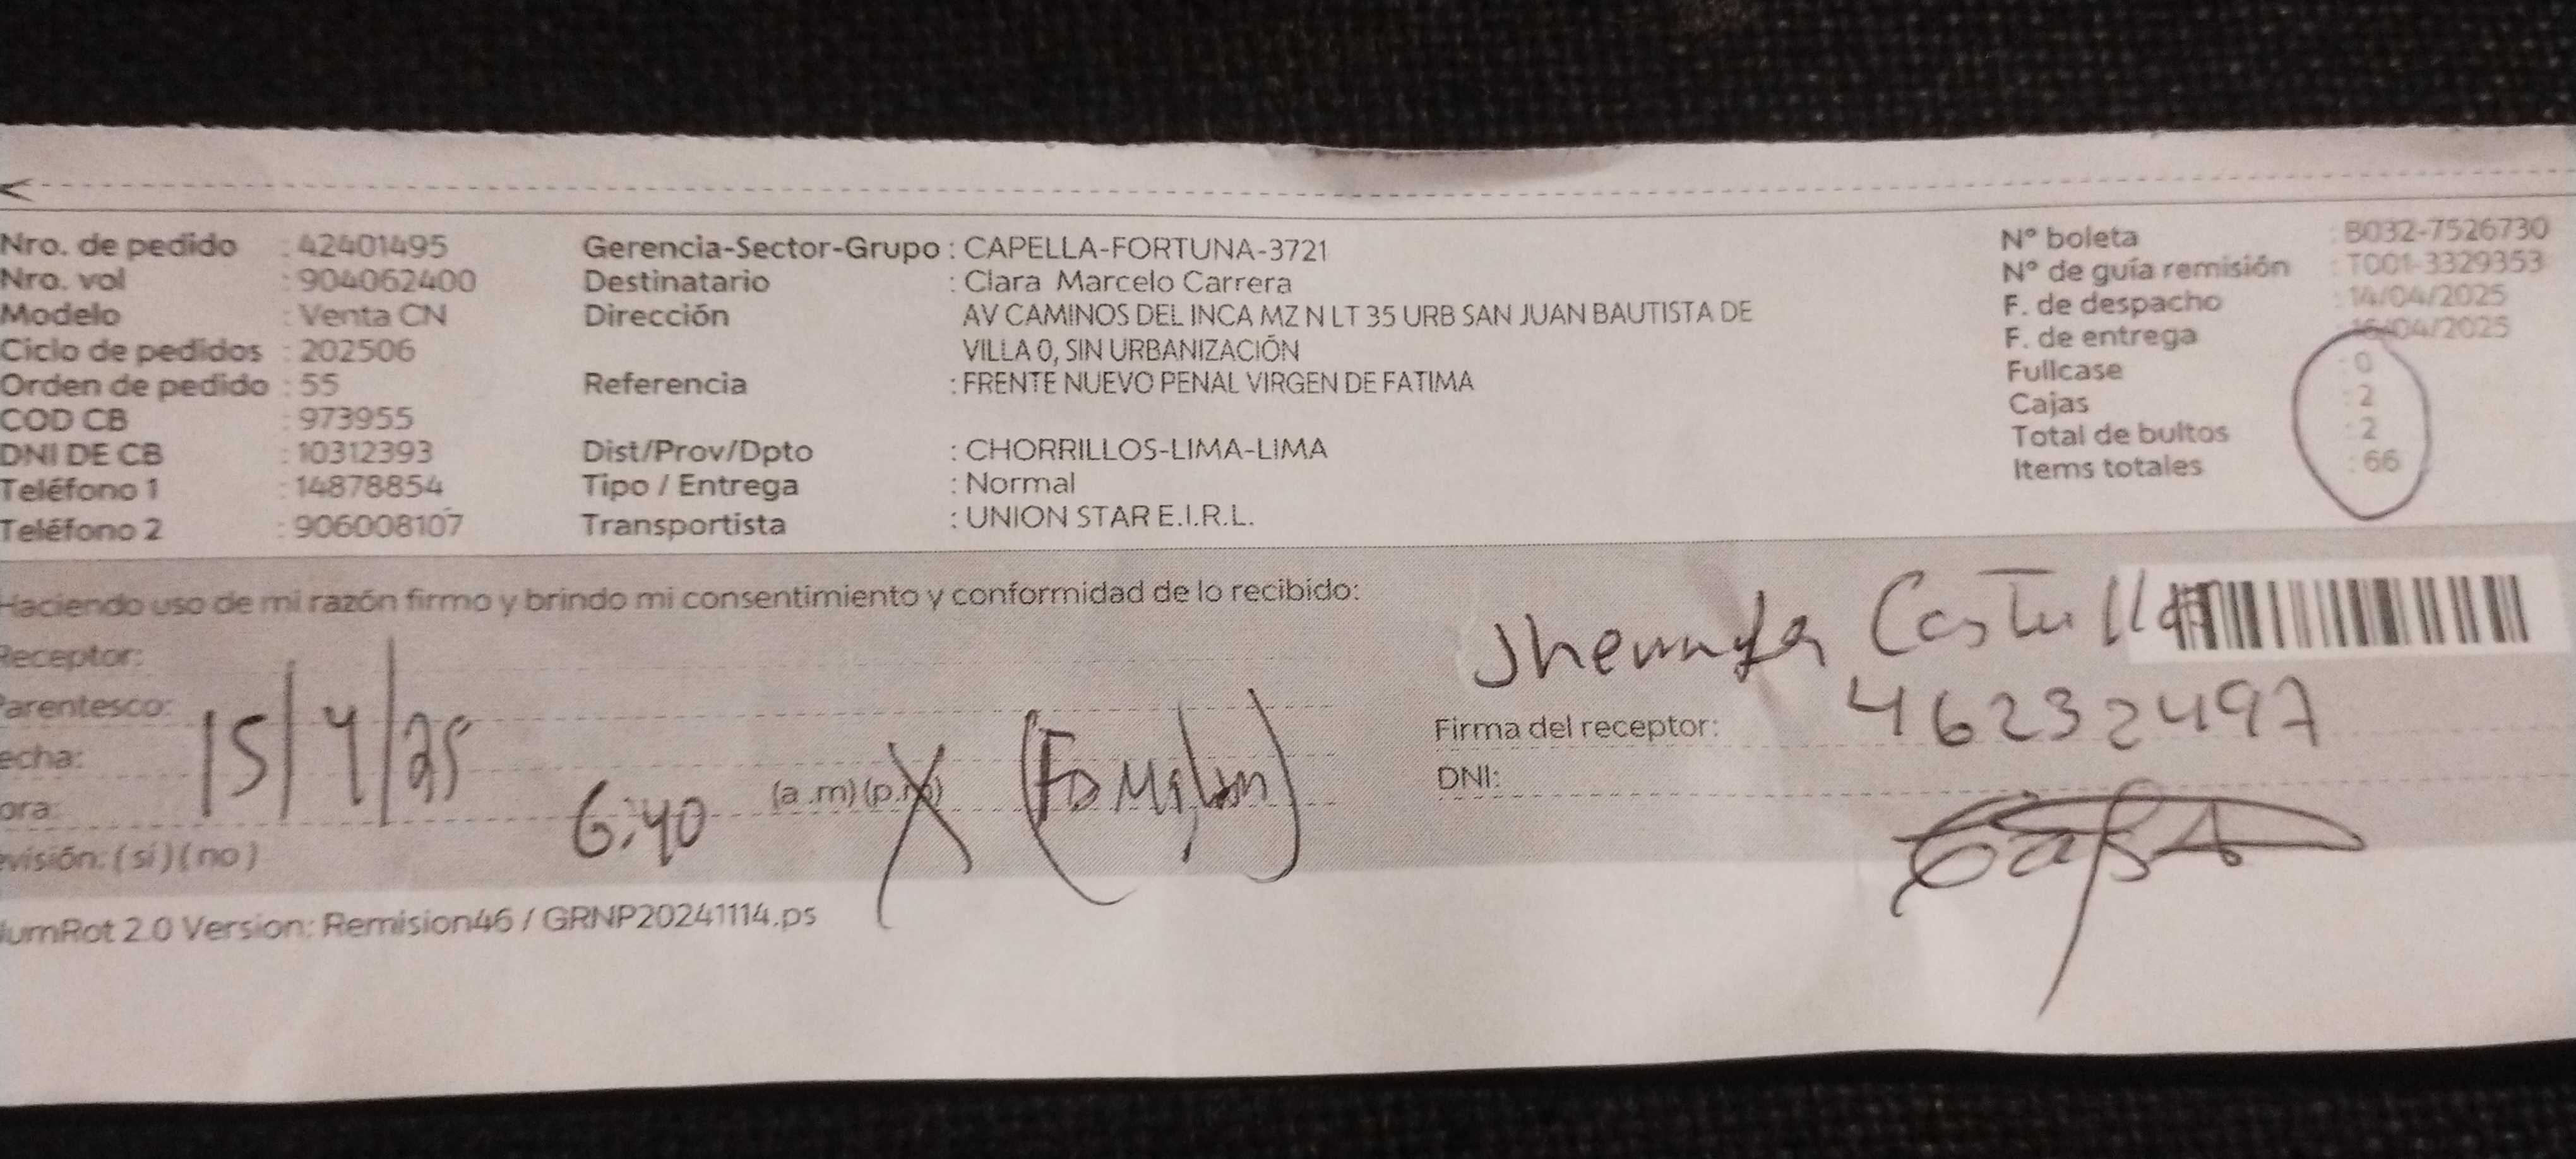 Nro. de pedido : 42401495
Nro. vol : 904062400
Modelo : Venta CN
Ciclo de pedidos : 202506
Orden de pedido : 55
COD CB : 973955
DNI DE CB : 10312393
Teléfono 1 : 14878854
Teléfono 2 : 906008107
Gerencia-Sector-Grupo : CAPELLA-FORTUNA-3721
Destinatario : Clara Marcelo Carrera
Dirección AV CAMINOS DEL INCA MZ N LT 35 URB SAN JUAN BAUTISTA DE
VILLA 0, SIN URBANIZACIÓN
Referencia : FRENTE NUEVO PENAL VIRGEN DE FATIMA
Dist/Prov/Dpto : CHORRILLOS-LIMA-LIMA
Tipo / Entrega : Normal
Transportista : UNION STAR E.I.R.L.
N° boleta : B032-7526730
N° de guía remisión : T001-3329353
F. de despacho : 14/04/2025
F. de entrega /04/2025
Fullcase : 0
Cajas : 2
Total de bultos : 2
Items totales : 66
Haciendo uso de mi razón firmo y brindo mi consentimiento y conformidad de lo recibido:
Receptor:
Parentesco:
echa: 15/4/25
ora: 6:40 (a .m) (p.m)
evisión: ( sí ) ( no )
Firma del receptor: 46232497
DNI:
umRot 2.0 Version: Remision46 / GRNP20241114.ps